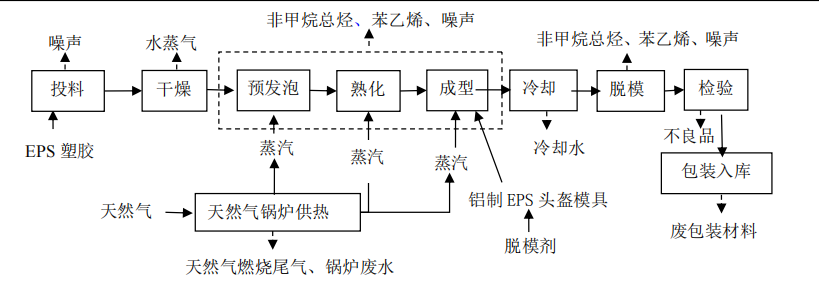 非甲烷总烃、苯乙烯、噪声
噪声
水蒸气
非甲烷总烃、苯乙烯、噪声
投料
干燥
预发泡
熟化
成型
冷却
脱模
检验
EPS 塑胶
蒸汽
蒸汽
蒸汽
冷却水
不良品
包装入库
天然气
天然气锅炉供热
铝制 EPS 头盔模具
废包装材料
脱模剂
天然气燃烧尾气、锅炉废水